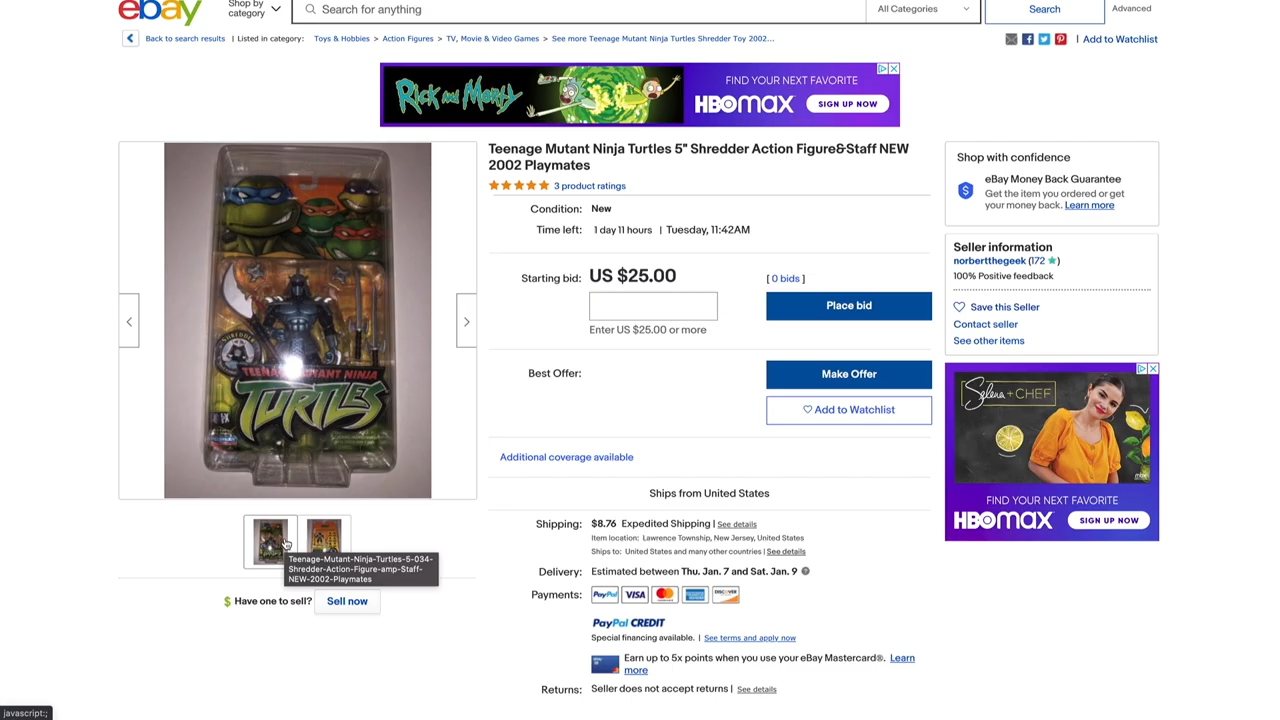 ebay
Shop by
category
Search for anything
All Categories
Search
Advanced
Back to search results | Listed in category: Toys & Hobbies > Action Figures > TV, Movie & Video Games > See more Teenage Mutant Ninja Turtles Shredder Toy 2002...
| Add to Watchlist
Rick and Morty
FIND YOUR NEXT FAVORITE
HBOMAX SIGN UP NOW
Teenage Mutant Ninja Turtles 5" Shredder Action Figure&Staff NEW
2002 Playmates
3 product ratings
Condition: New
Time left: 1 day 11 hours | Tuesday, 11:42AM
Starting bid: US $25.00 [ 0 bids ]
Place bid
Enter US $25.00 or more
Best Offer:
Make Offer
Add to Watchlist
Additional coverage available
Ships from United States
Shipping: $8.76 Expedited Shipping | See details
Item location: Lawrence Township, New Jersey, United States
Ships to: United States and many other countries | See details
Delivery: Estimated between Thu. Jan. 7 and Sat. Jan. 9
Payments: PayPal VISA DISCOVER
PayPal CREDIT
Special financing available. | See terms and apply now
Earn up to 5x points when you use your eBay Mastercard®. Learn
more
Returns: Seller does not accept returns | See details
Shop with confidence
eBay Money Back Guarantee
Get the item you ordered or get
your money back. Learn more
Seller information
norbertthegeek (172 )
100% Positive feedback
Save this Seller
Contact seller
See other items
Selena + CHEF
FIND YOUR NEXT FAVORITE
HBOMAX SIGN UP NOW
SHREDDER
TEENAGE MUTANT NINJA
TURTLES
Teenage-Mutant-Ninja-Turtles-5-034-
Shredder-Action-Figure-amp-Staff-
NEW-2002-Playmates
$ Have one to sell? Sell now
javascript:;